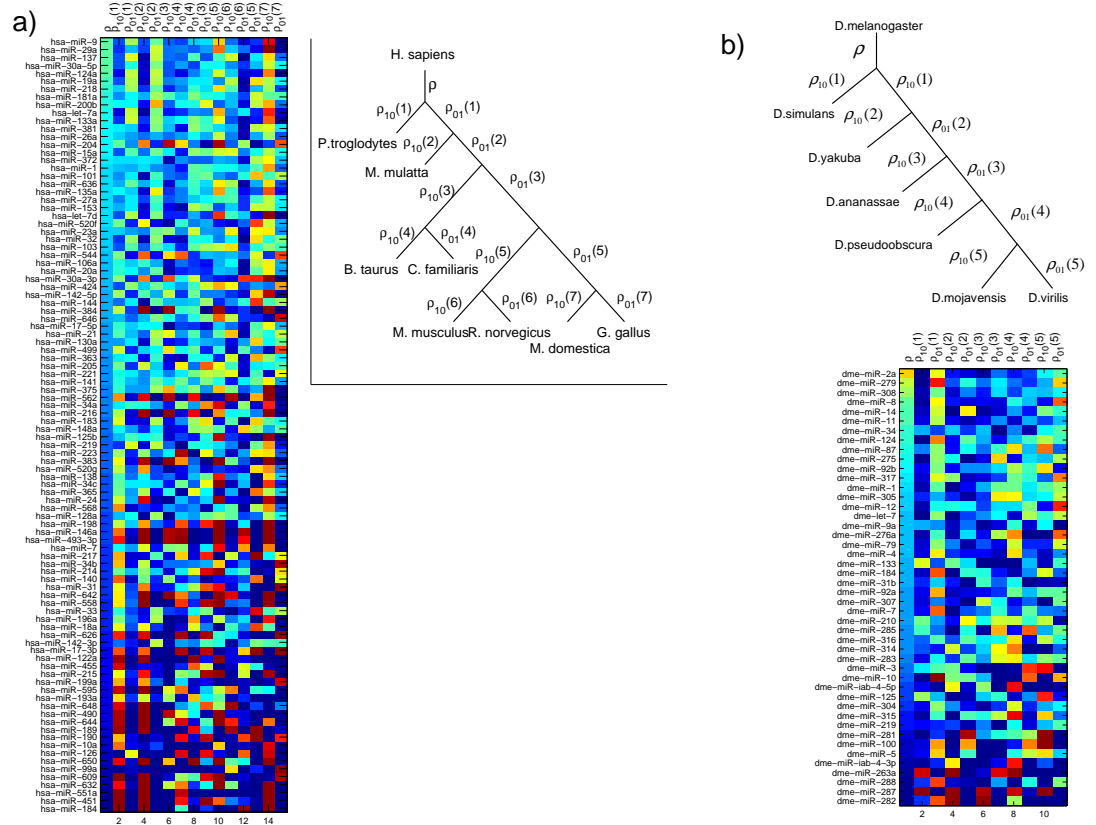 a)
ρ
ρ10(1)
ρ01(1)
ρ10(2)
ρ01(2)
ρ10(4)
ρ01(4)
ρ10(3)
ρ01(3)
ρ10(5)
ρ10(6)
ρ01(6)
ρ01(5)
ρ10(7)
ρ01(7)
hsa−miR−9
hsa−miR−29a
hsa−miR−137
hsa−miR−30a−5p
hsa−miR−124a
hsa−miR−19a
hsa−miR−218
hsa−miR−181a
hsa−miR−200b
hsa−let−7a
hsa−miR−133a
hsa−miR−381
hsa−miR−26a
hsa−miR−204
hsa−miR−15a
hsa−miR−372
hsa−miR−1
hsa−miR−101
hsa−miR−636
hsa−miR−135a
hsa−miR−27a
hsa−miR−153
hsa−let−7d
hsa−miR−520f
hsa−miR−23a
hsa−miR−32
hsa−miR−103
hsa−miR−544
hsa−miR−106a
hsa−miR−20a
hsa−miR−30a−3p
hsa−miR−424
hsa−miR−142−5p
hsa−miR−144
hsa−miR−384
hsa−miR−646
hsa−miR−17−5p
hsa−miR−21
hsa−miR−130a
hsa−miR−499
hsa−miR−363
hsa−miR−205
hsa−miR−221
hsa−miR−141
hsa−miR−375
hsa−miR−562
hsa−miR−34a
hsa−miR−216
hsa−miR−183
hsa−miR−148a
hsa−miR−125b
hsa−miR−219
hsa−miR−223
hsa−miR−383
hsa−miR−520g
hsa−miR−138
hsa−miR−34c
hsa−miR−365
hsa−miR−24
hsa−miR−568
hsa−miR−128a
hsa−miR−198
hsa−miR−146a
hsa−miR−493−3p
hsa−miR−7
hsa−miR−217
hsa−miR−34b
hsa−miR−214
hsa−miR−140
hsa−miR−31
hsa−miR−642
hsa−miR−558
hsa−miR−33
hsa−miR−196a
hsa−miR−18a
hsa−miR−626
hsa−miR−142−3p
hsa−miR−17−3p
hsa−miR−122a
hsa−miR−455
hsa−miR−215
hsa−miR−199a
hsa−miR−595
hsa−miR−193a
hsa−miR−648
hsa−miR−490
hsa−miR−644
hsa−miR−189
hsa−miR−190
hsa−miR−10a
hsa−miR−126
hsa−miR−650
hsa−miR−99a
hsa−miR−609
hsa−miR−632
hsa−miR−551a
hsa−miR−451
hsa−miR−184
2 4 6 8 10 12 14
H. sapiens
ρ
ρ10(1) ρ01(1)
P.troglodytes ρ10(2) ρ01(2)
M. mulatta
ρ10(3) ρ01(3)
ρ10(4) ρ01(4) ρ10(5) ρ01(5)
B. taurus C. familiaris
ρ10(6) ρ01(6) ρ10(7) ρ01(7)
M. musculus R. norvegicus G. gallus
M. domestica
b)
D.melanogaster
ρ
ρ10(1) ρ01(1)
D.simulans ρ10(2) ρ01(2)
D.yakuba ρ10(3) ρ01(3)
D.ananassae ρ10(4) ρ01(4)
D.pseudoobscura ρ10(5) ρ01(5)
D.mojavensis D.virilis
ρ
ρ10(1)
ρ01(1)
ρ10(2)
ρ01(2)
ρ10(3)
ρ01(3)
ρ10(4)
ρ01(4)
ρ10(5)
ρ01(5)
dme−miR−2a
dme−miR−279
dme−miR−308
dme−miR−8
dme−miR−14
dme−miR−11
dme−miR−34
dme−miR−124
dme−miR−87
dme−miR−275
dme−miR−92b
dme−miR−317
dme−miR−1
dme−miR−305
dme−miR−12
dme−let−7
dme−miR−9a
dme−miR−276a
dme−miR−79
dme−miR−4
dme−miR−133
dme−miR−184
dme−miR−31b
dme−miR−92a
dme−miR−307
dme−miR−7
dme−miR−210
dme−miR−285
dme−miR−316
dme−miR−314
dme−miR−283
dme−miR−3
dme−miR−10
dme−miR−iab−4−5p
dme−miR−125
dme−miR−304
dme−miR−315
dme−miR−219
dme−miR−281
dme−miR−100
dme−miR−5
dme−miR−iab−4−3p
dme−miR−263a
dme−miR−288
dme−miR−287
dme−miR−282
2 4 6 8 10